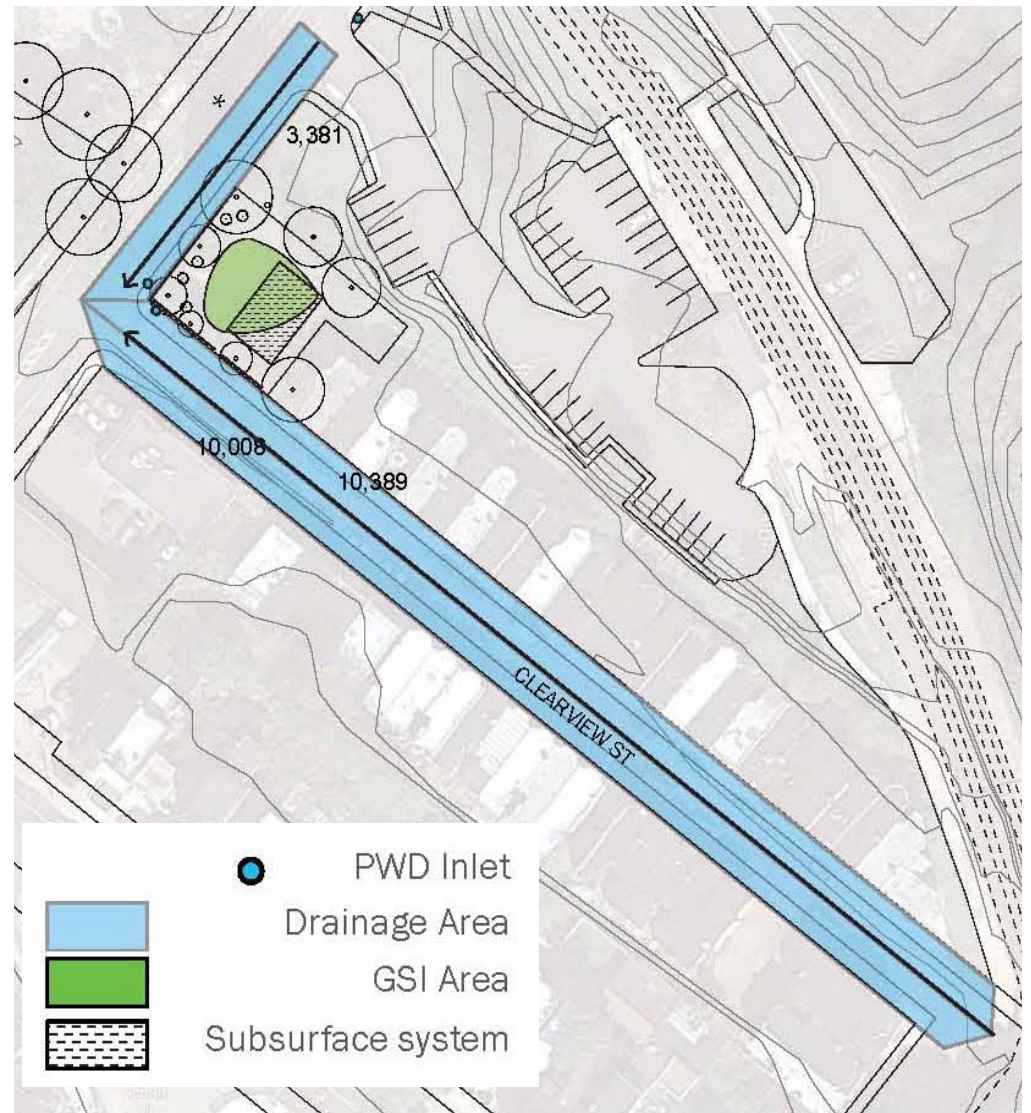 *
3,381
10,008
10,389
CLEARVIEW ST
PWD Inlet
Drainage Area
GSI Area
Subsurface system